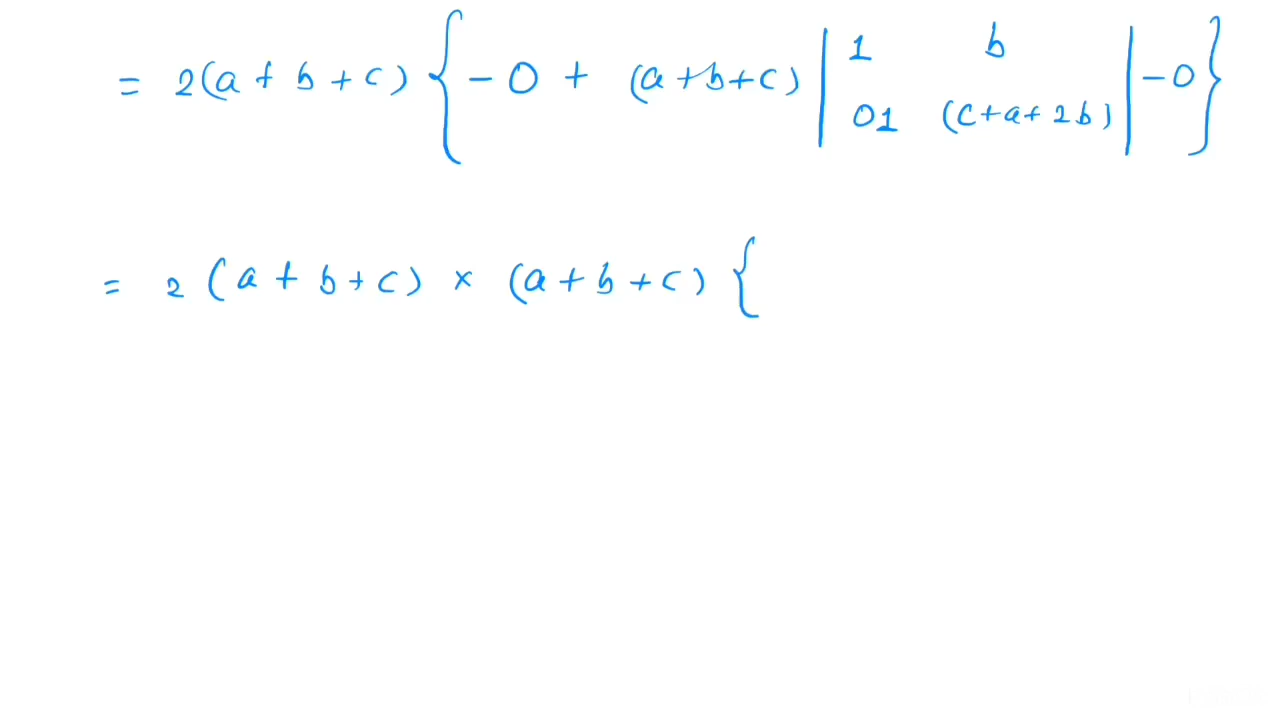 = 2(a + b + c) { - 0 + (a + b + c) | 1 b | - 0 }
| 01 (c + a + 2b) |
= 2 (a + b + c) × (a + b + c) {